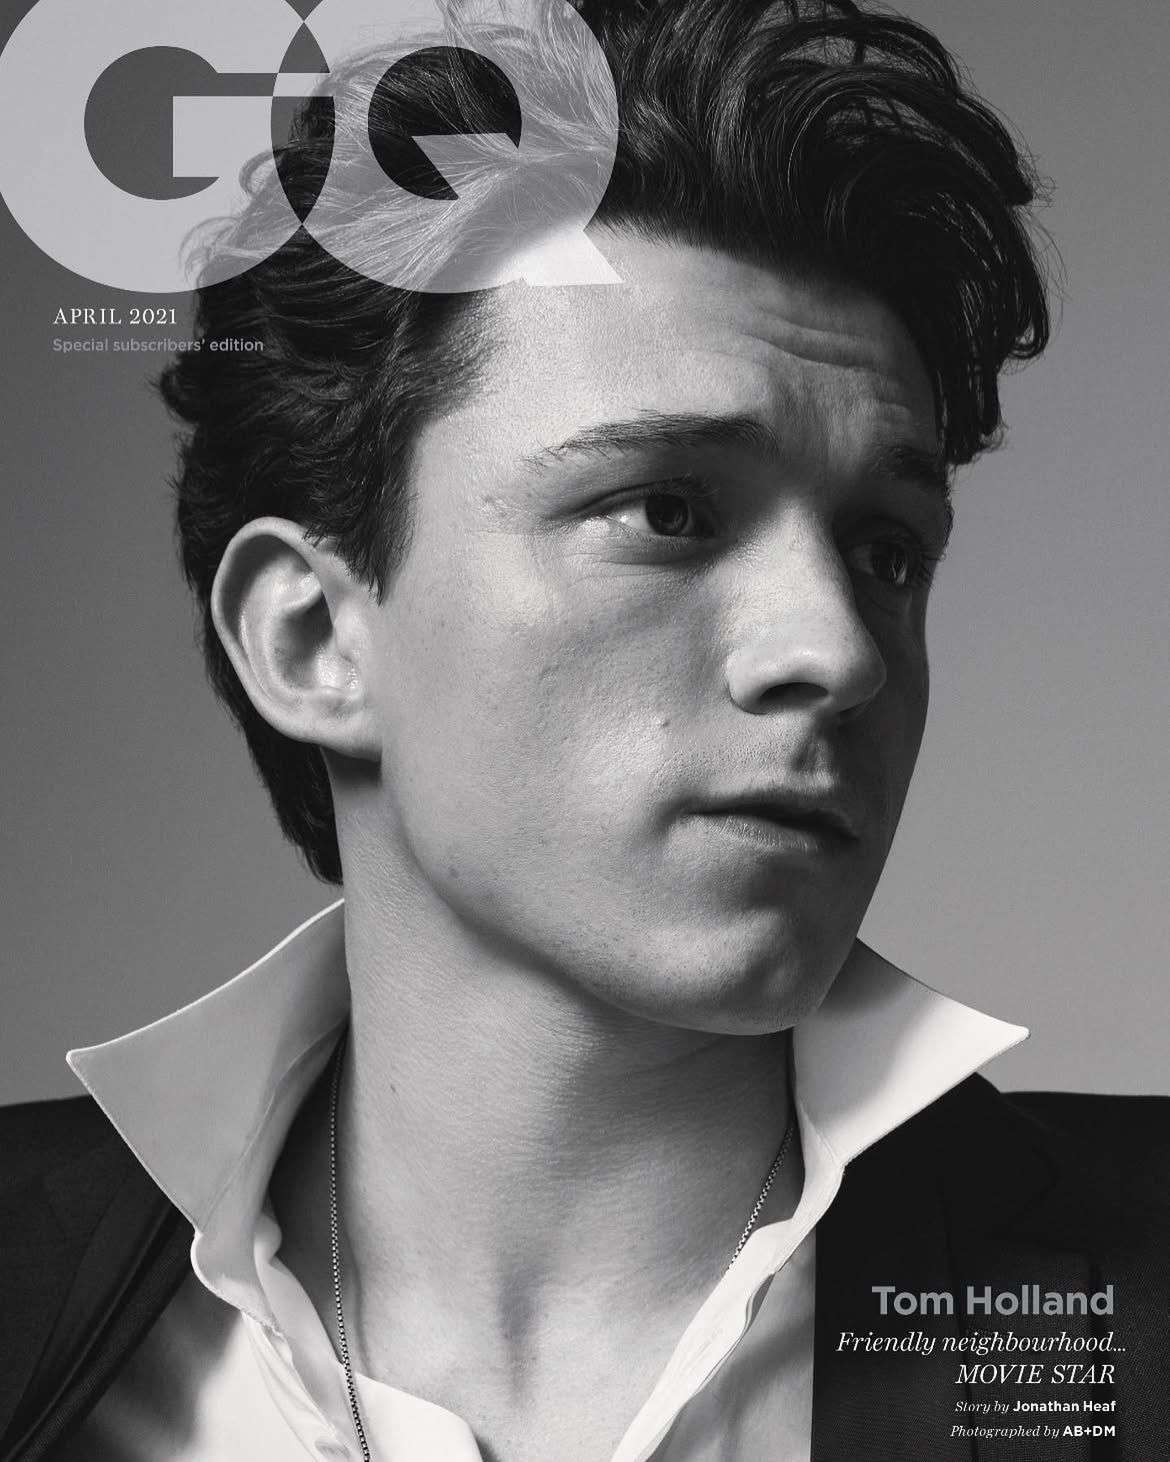 GQ
APRIL 2021
Special subscribers' edition
Tom Holland
Friendly neighbourhood...
MOVIE STAR
Story by Jonathan Heaf
Photographed by AB+DM